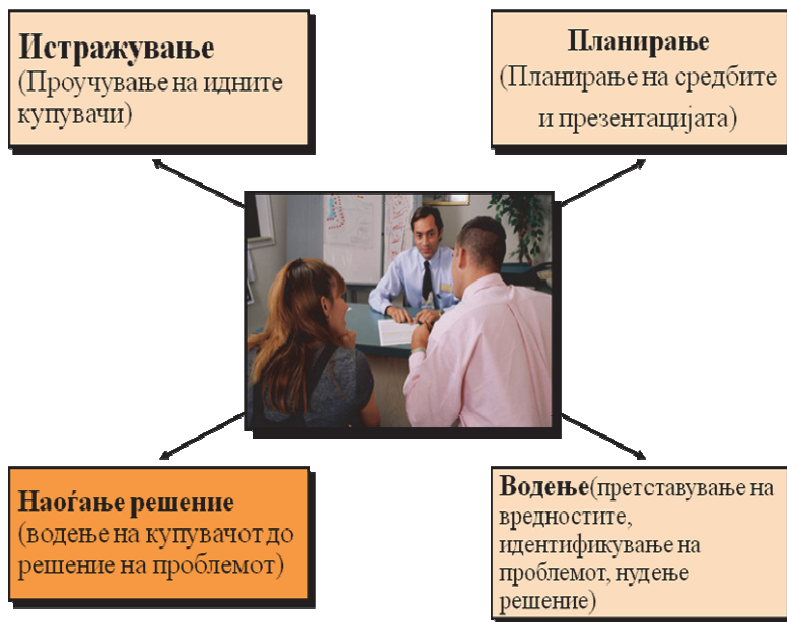 Истражување
(Проучување на идните
купувачи)
Планирање
(Планирање на средбите
и презентацијата)
Наоѓање решение
(водење на купувачот до
решение на проблемот)
Водење(претставување на
вредностите,
идентификување на
проблемот, нудење
решение)